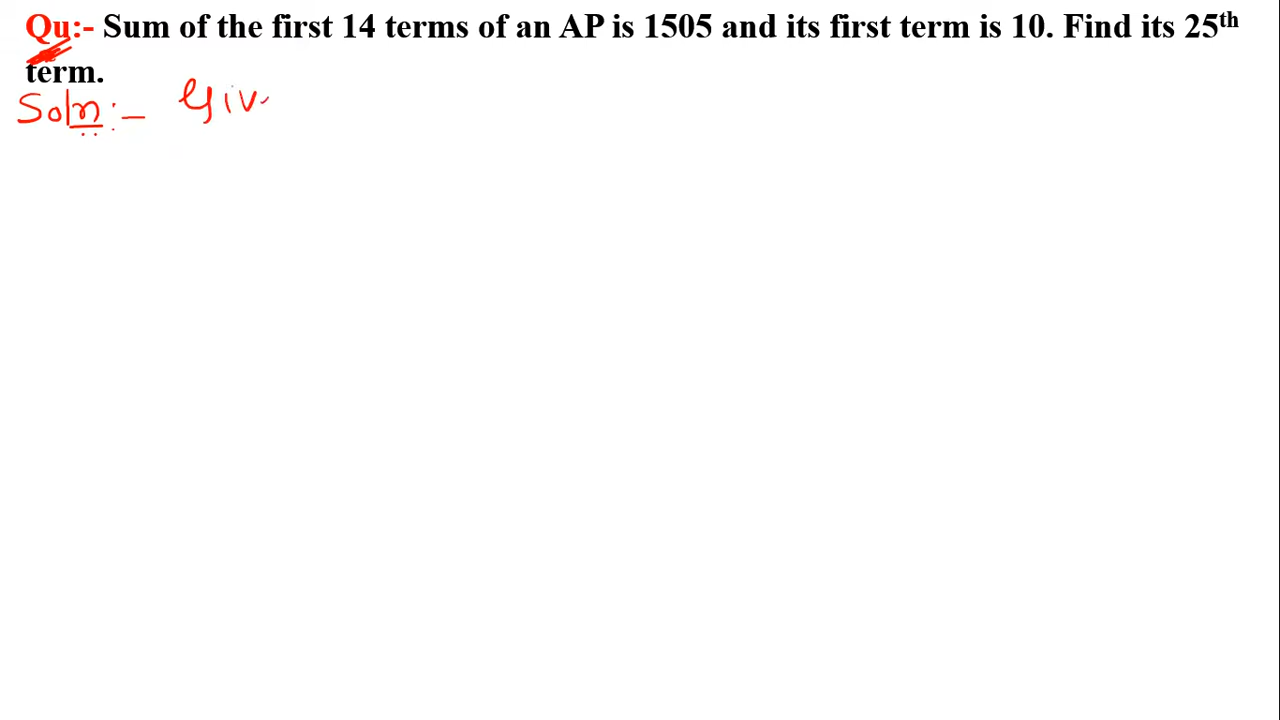 Qu:- Sum of the first 14 terms of an AP is 1505 and its first term is 10. Find its 25th
term.
Soln:- Giv